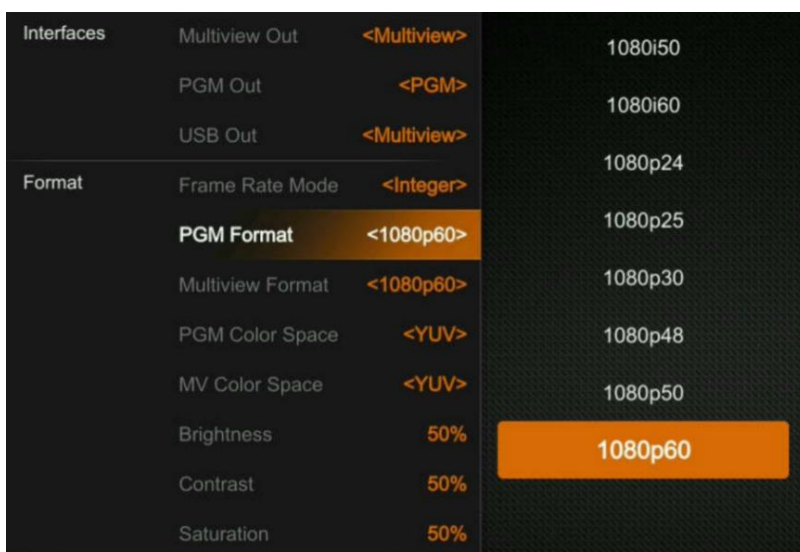 Interfaces
Multiview Out <Multiview>
PGM Out <PGM>
USB Out <Multiview>
Format
Frame Rate Mode <Integer>
PGM Format <1080p60>
Multiview Format <1080p60>
PGM Color Space <YUV>
MV Color Space <YUV>
Brightness 50%
Contrast 50%
Saturation 50%
1080i50
1080i60
1080p24
1080p25
1080p30
1080p48
1080p50
1080p60